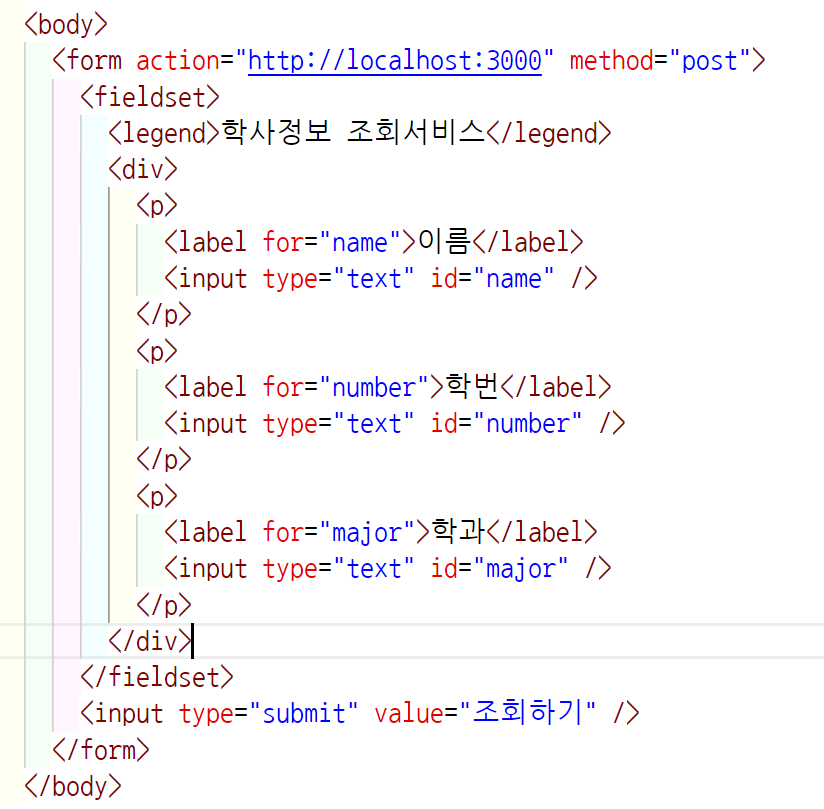 <body>
<form action="http://localhost:3000" method="post">
<fieldset>
<legend>학사정보 조회서비스</legend>
<div>
<p>
<label for="name">이름</label>
<input type="text" id="name" />
</p>
<p>
<label for="number">학번</label>
<input type="text" id="number" />
</p>
<p>
<label for="major">학과</label>
<input type="text" id="major" />
</p>
</div>
</fieldset>
<input type="submit" value="조회하기" />
</form>
</body>